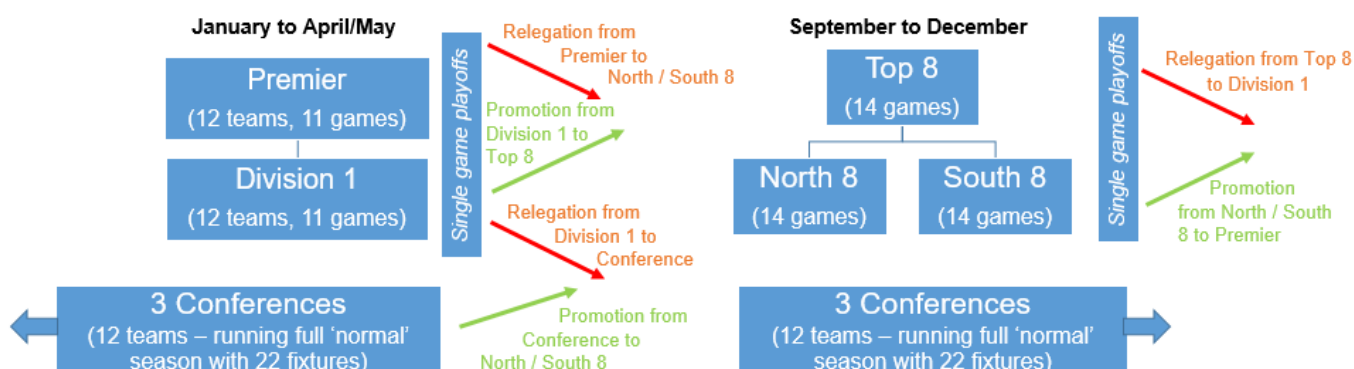 January to April/May
Premier
(12 teams, 11 games)
Division 1
(12 teams, 11 games)
Single game playoffs
Relegation from
Premier to
North / South 8
Promotion from
Division 1 to
Top 8
Relegation from
Division 1 to
Conference
Promotion from
Conference to
North / South 8
3 Conferences
(12 teams – running full ‘normal’
season with 22 fixtures)
September to December
Top 8
(14 games)
North 8
(14 games)
South 8
(14 games)
Single game playoffs
Relegation from Top 8
to Division 1
Promotion
from North / South
8 to Premier
3 Conferences
(12 teams – running full ‘normal’
season with 22 fixtures)